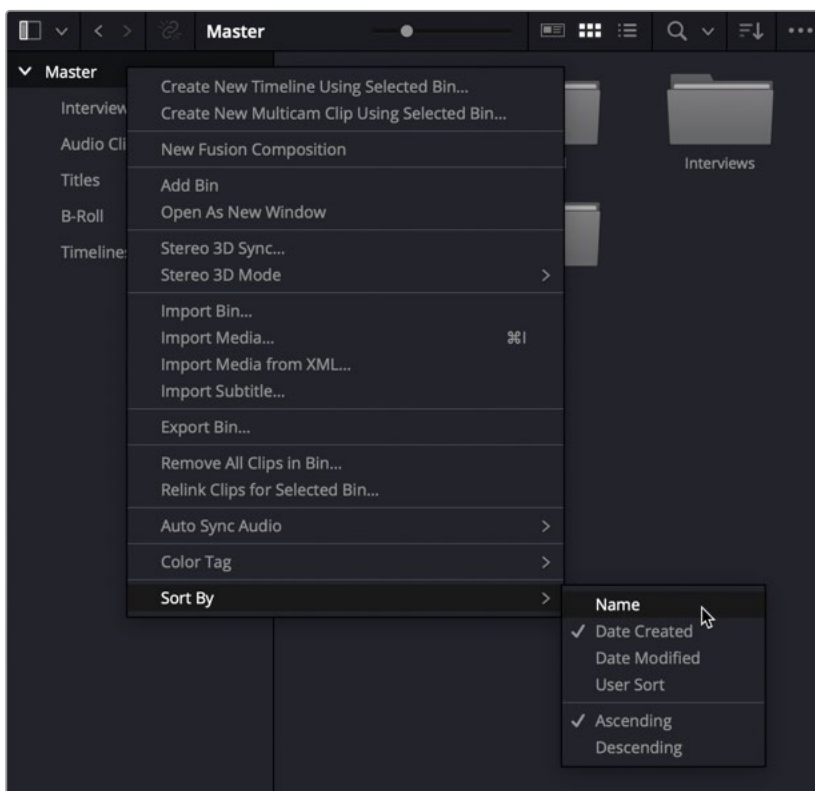 Master
Master
Interview
Audio Cli
Titles
B-Roll
Timelines
Create New Timeline Using Selected Bin...
Create New Multicam Clip Using Selected Bin...
New Fusion Composition
Add Bin
Open As New Window
Stereo 3D Sync...
Stereo 3D Mode
Import Bin...
Import Media... ⌘I
Import Media from XML...
Import Subtitle...
Export Bin...
Remove All Clips in Bin...
Relink Clips for Selected Bin...
Auto Sync Audio
Color Tag
Sort By
Name
Date Created
Date Modified
User Sort
Ascending
Descending
Interviews